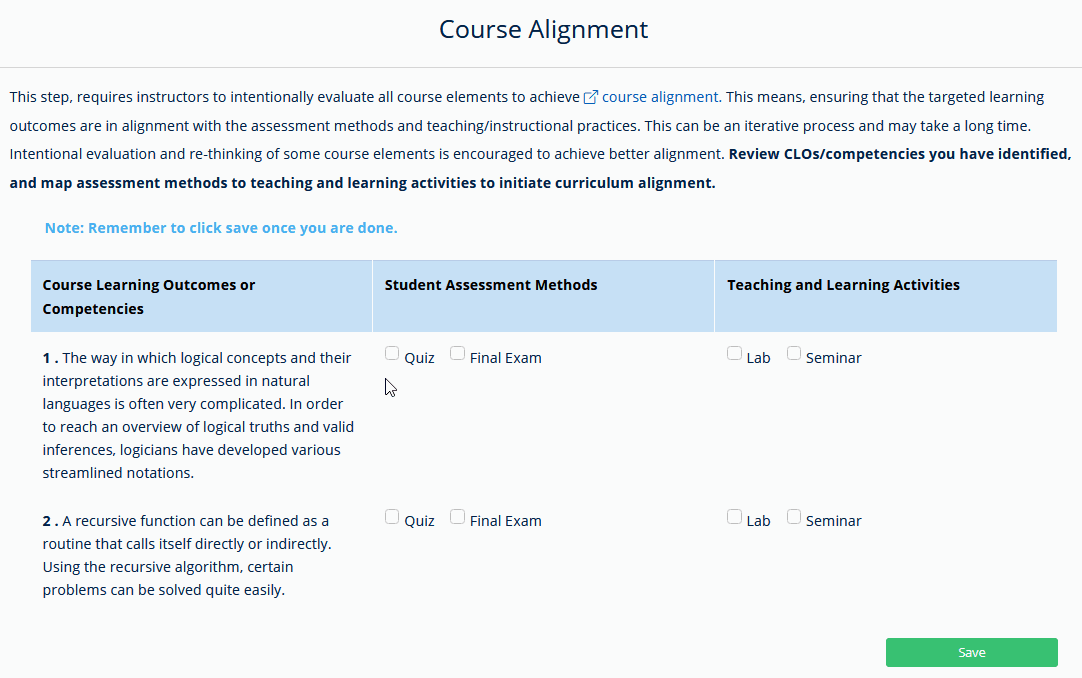 Course Alignment
This step, requires instructors to intentionally evaluate all course elements to achieve course alignment. This means, ensuring that the targeted learning
outcomes are in alignment with the assessment methods and teaching/instructional practices. This can be an iterative process and may take a long time.
Intentional evaluation and re-thinking of some course elements is encouraged to achieve better alignment. Review CLOs/competencies you have identified,
and map assessment methods to teaching and learning activities to initiate curriculum alignment.
Note: Remember to click save once you are done.
Course Learning Outcomes or
Competencies
Student Assessment Methods
Teaching and Learning Activities
1 . The way in which logical concepts and their
interpretations are expressed in natural
languages is often very complicated. In order
to reach an overview of logical truths and valid
inferences, logicians have developed various
streamlined notations.
Quiz Final Exam
Lab Seminar
2 . A recursive function can be defined as a
routine that calls itself directly or indirectly.
Using the recursive algorithm, certain
problems can be solved quite easily.
Quiz Final Exam
Lab Seminar
Save